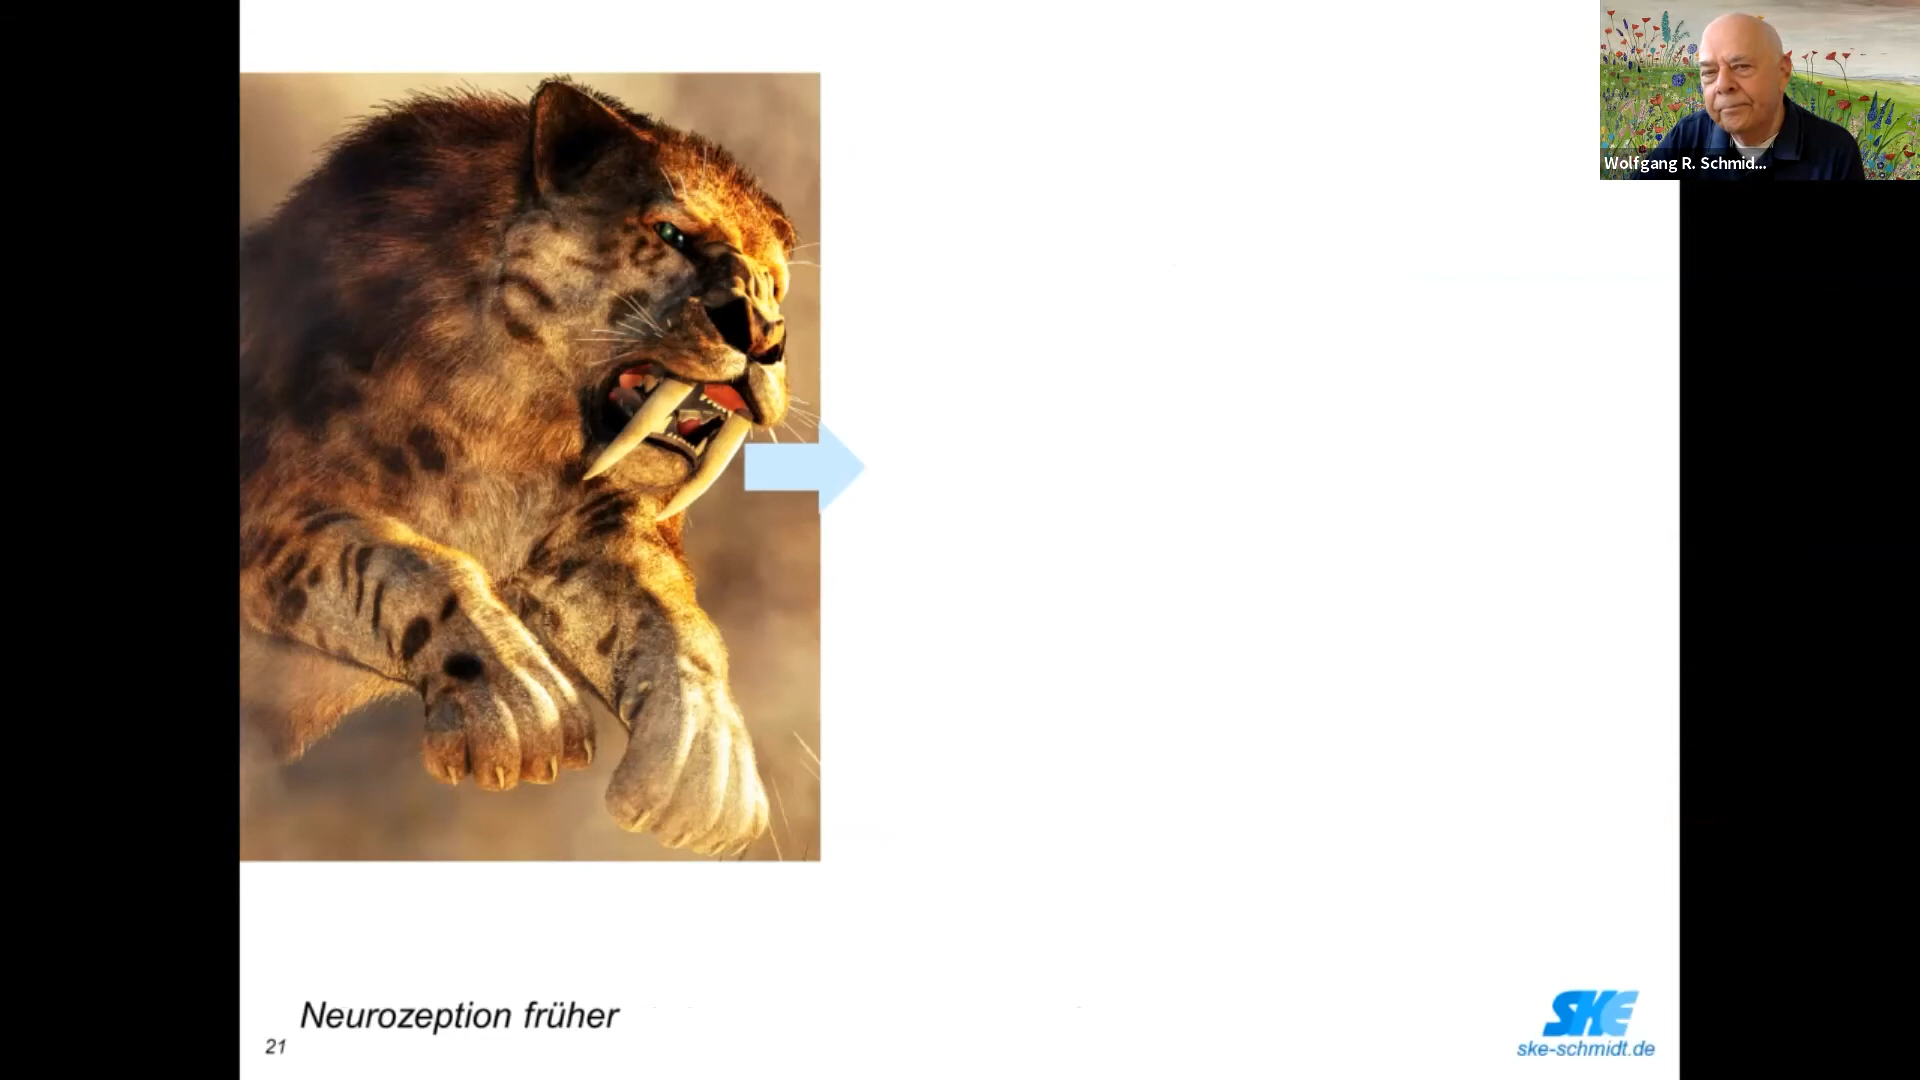 Wolfgang R. Schmid...
Neurozeption früher
21
SKE
ske-schmidt.de